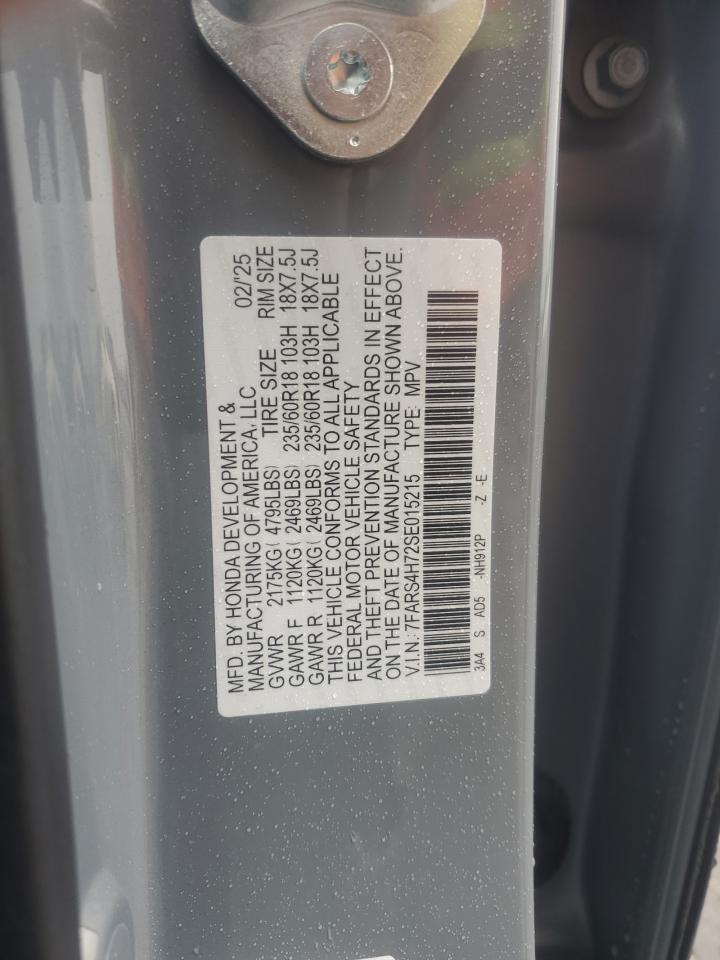 MFD. BY HONDA DEVELOPMENT & 02/'25
MANUFACTURING OF AMERICA, LLC
GVWR 2175KG( 4795LBS) TIRE SIZE RIM SIZE
GAWR F 1120KG( 2469LBS) 235/60R18 103H 18X7.5J
GAWR R 1120KG( 2469LBS) 235/60R18 103H 18X7.5J
THIS VEHICLE CONFORMS TO ALL APPLICABLE
FEDERAL MOTOR VEHICLE SAFETY
AND THEFT PREVENTION STANDARDS IN EFFECT
ON THE DATE OF MANUFACTURE SHOWN ABOVE.
V.I.N.: 7FARS4H72SE015215 TYPE: MPV
3A4 S AD5 -NH912P -Z -E